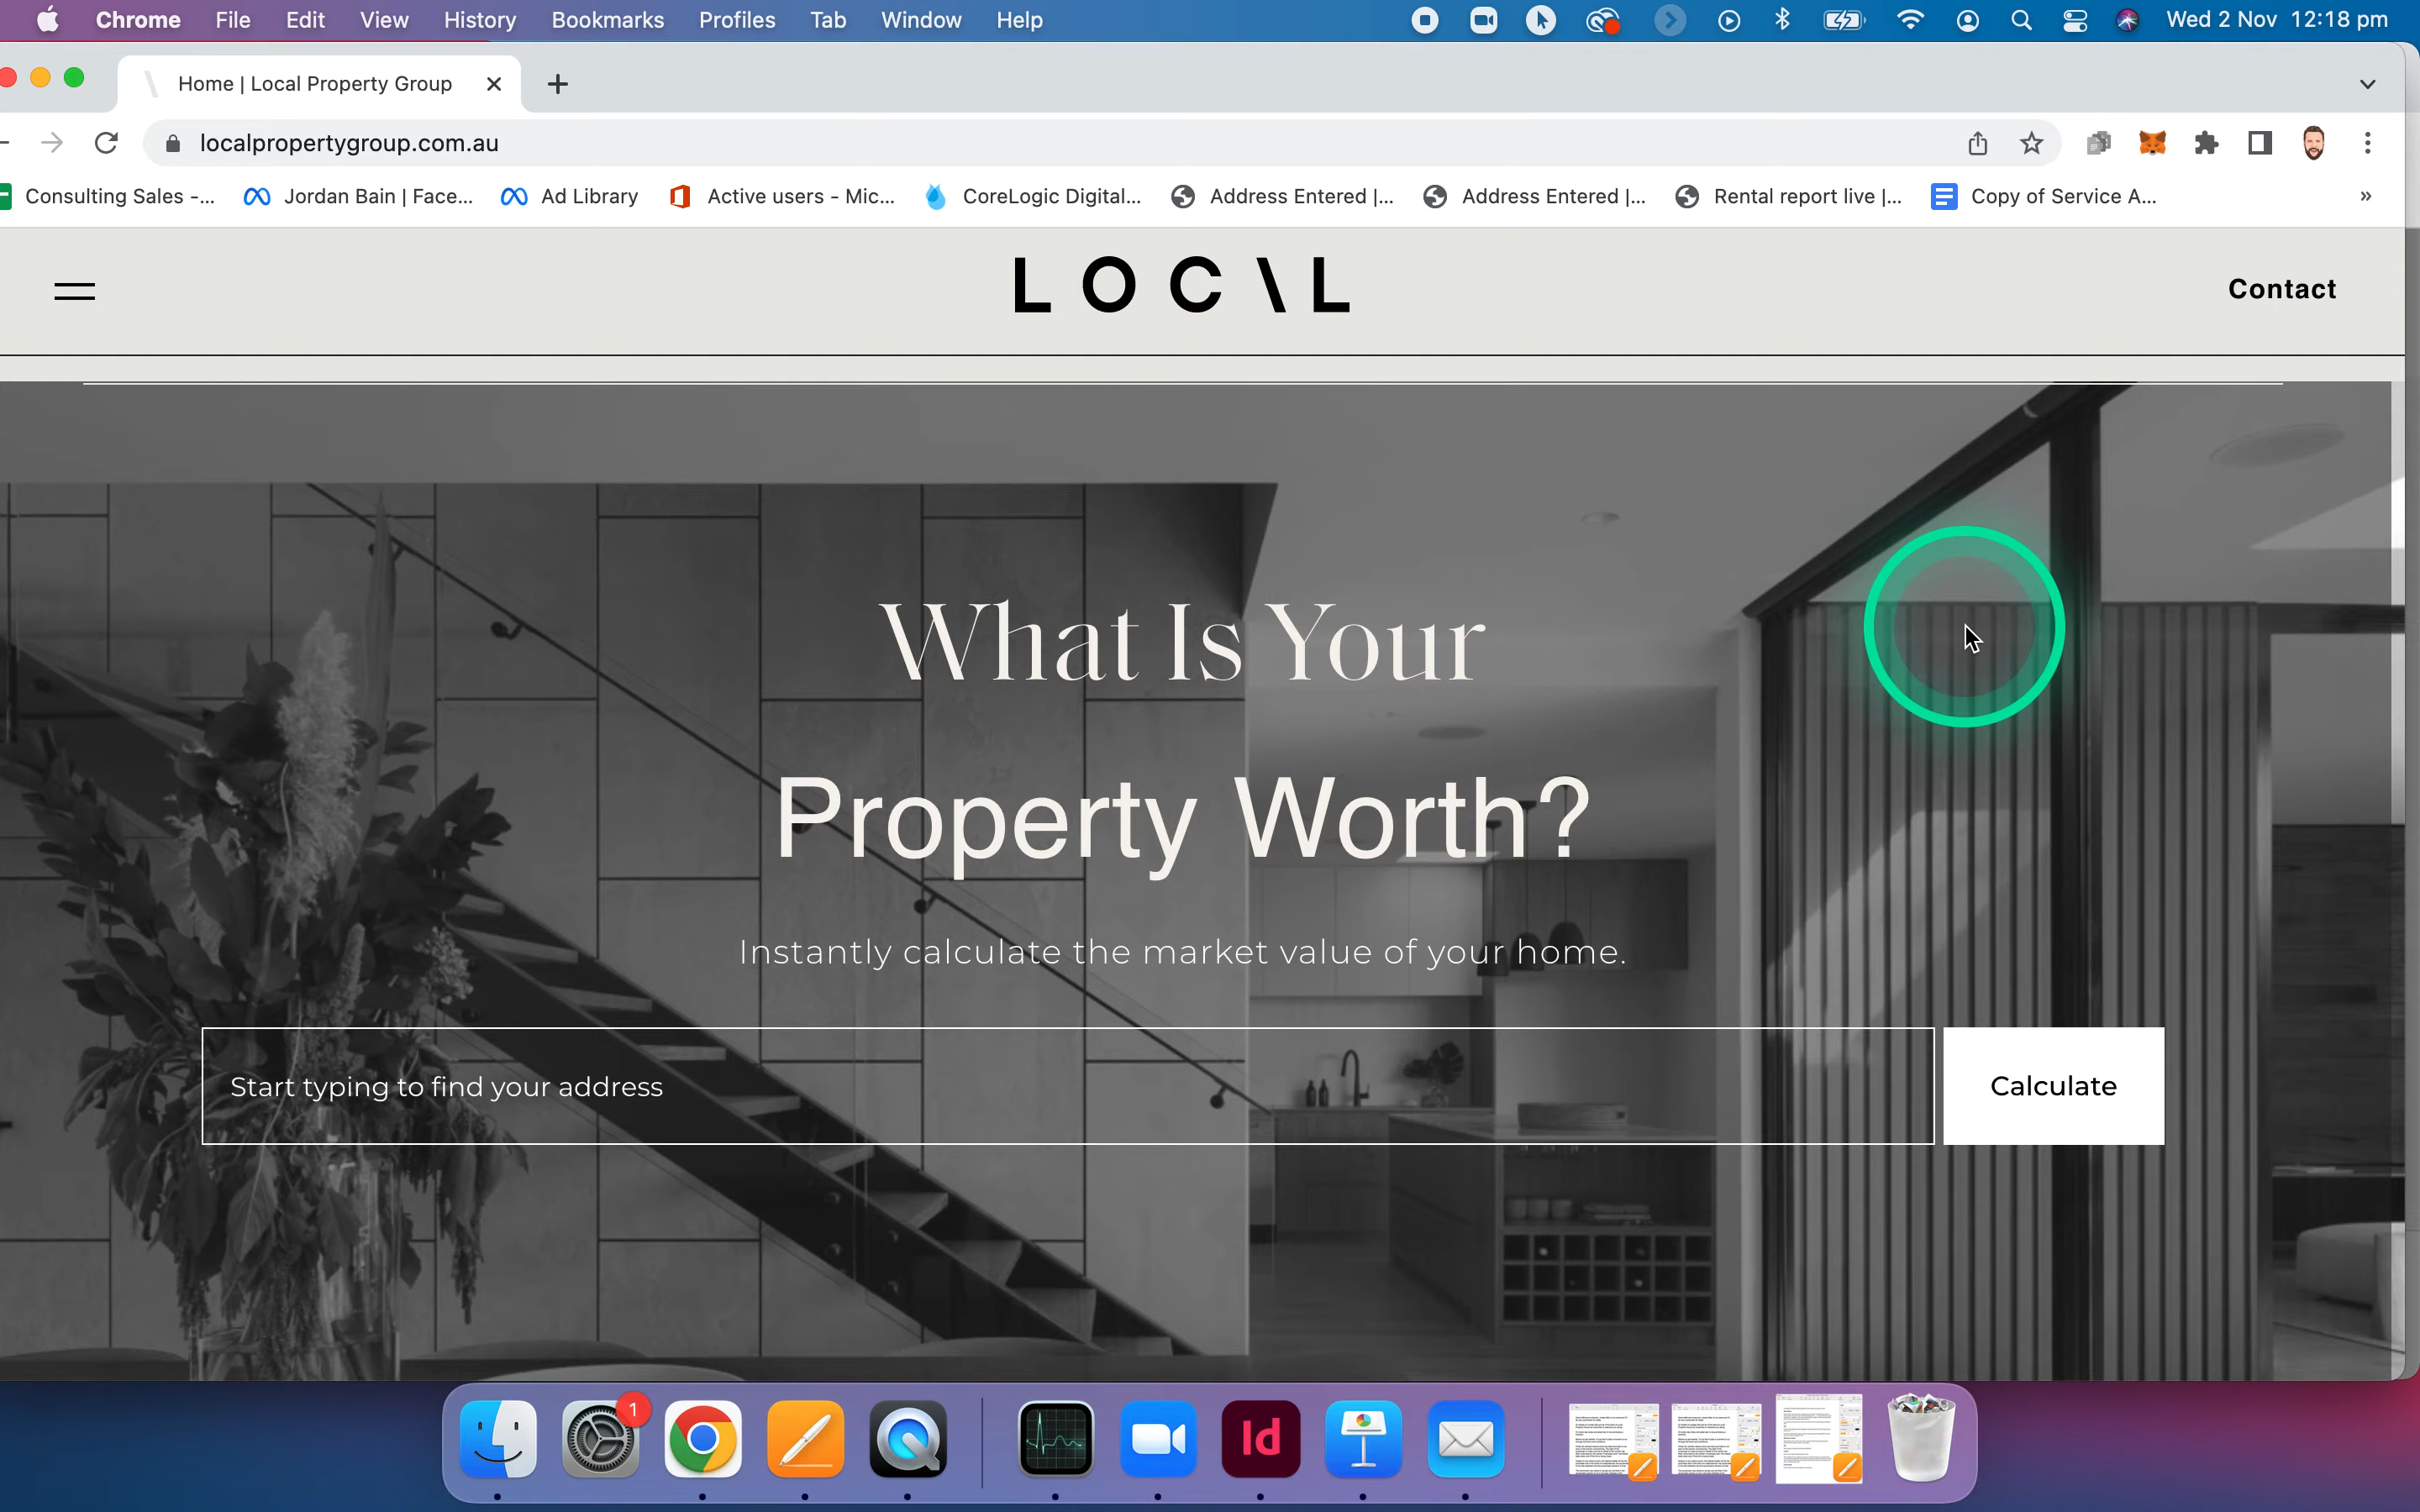 Chrome File Edit View History Bookmarks Profiles Tab Window Help Wed 2 Nov 12:18 pm
Home | Local Property Group
localpropertygroup.com.au
Consulting Sales -... Jordan Bain | Face... Ad Library Active users - Mic... CoreLogic Digital... Address Entered |... Address Entered |... Rental report live |... Copy of Service A... »
LOC\L
Contact
What Is Your
Property Worth?
Instantly calculate the market value of your home.
Start typing to find your address
Calculate
1
Id